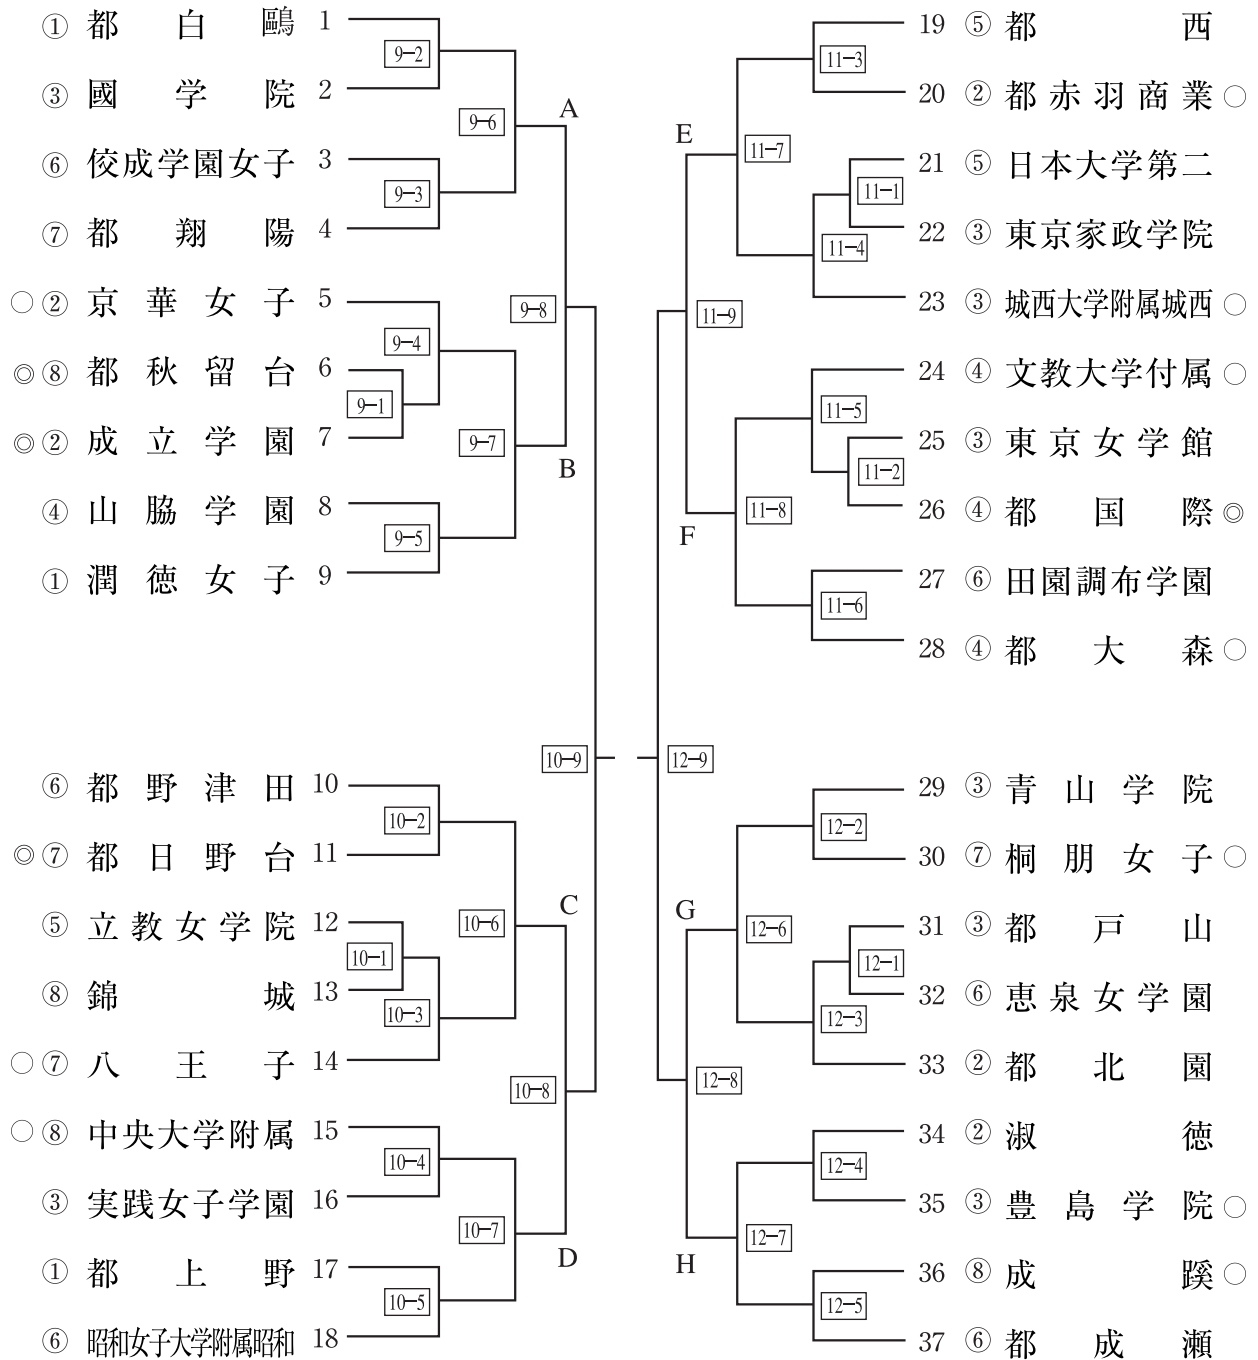 ① 都白鷗 1
9-2
③ 國学院 2
A
9-6
⑥ 佼成学園女子 3
9-3
⑦ 都翔陽 4
○ ② 京華女子 5
9-8
9-4
◎ ⑧ 都秋留台 6
9-1
◎ ② 成立学園 7
9-7
B
④ 山脇学園 8
9-5
① 潤徳女子 9
10-9
⑥ 都野津田 10
10-2
◎ ⑦ 都日野台 11
C
⑤ 立教女学院 12
10-6
10-1
⑧ 錦城 13
10-3
○ ⑦ 八王子 14
10-8
○ ⑧ 中央大学附属 15
10-4
③ 実践女子学園 16
10-7
D
① 都上野 17
10-5
⑥ 昭和女子大学附属昭和 18
19 ⑤ 都西
11-3
20 ② 都赤羽商業 ○
E
11-7
21 ⑤ 日本大学第二
11-1
22 ③ 東京家政学院
11-4
23 ③ 城西大学附属城西 ○
11-9
24 ④ 文教大学付属 ○
11-5
25 ③ 東京女学館
11-2
26 ④ 都国際 ◎
11-8
F
27 ⑥ 田園調布学園
11-6
28 ④ 都大森 ○
12-9
29 ③ 青山学院
12-2
30 ⑦ 桐朋女子 ○
G
31 ③ 都戸山
12-6
12-1
32 ⑥ 恵泉女学園
12-3
33 ② 都北園
12-8
34 ② 淑徳
12-4
35 ③ 豊島学院 ○
12-7
H
36 ⑧ 成蹊 ○
12-5
37 ⑥ 都成瀬